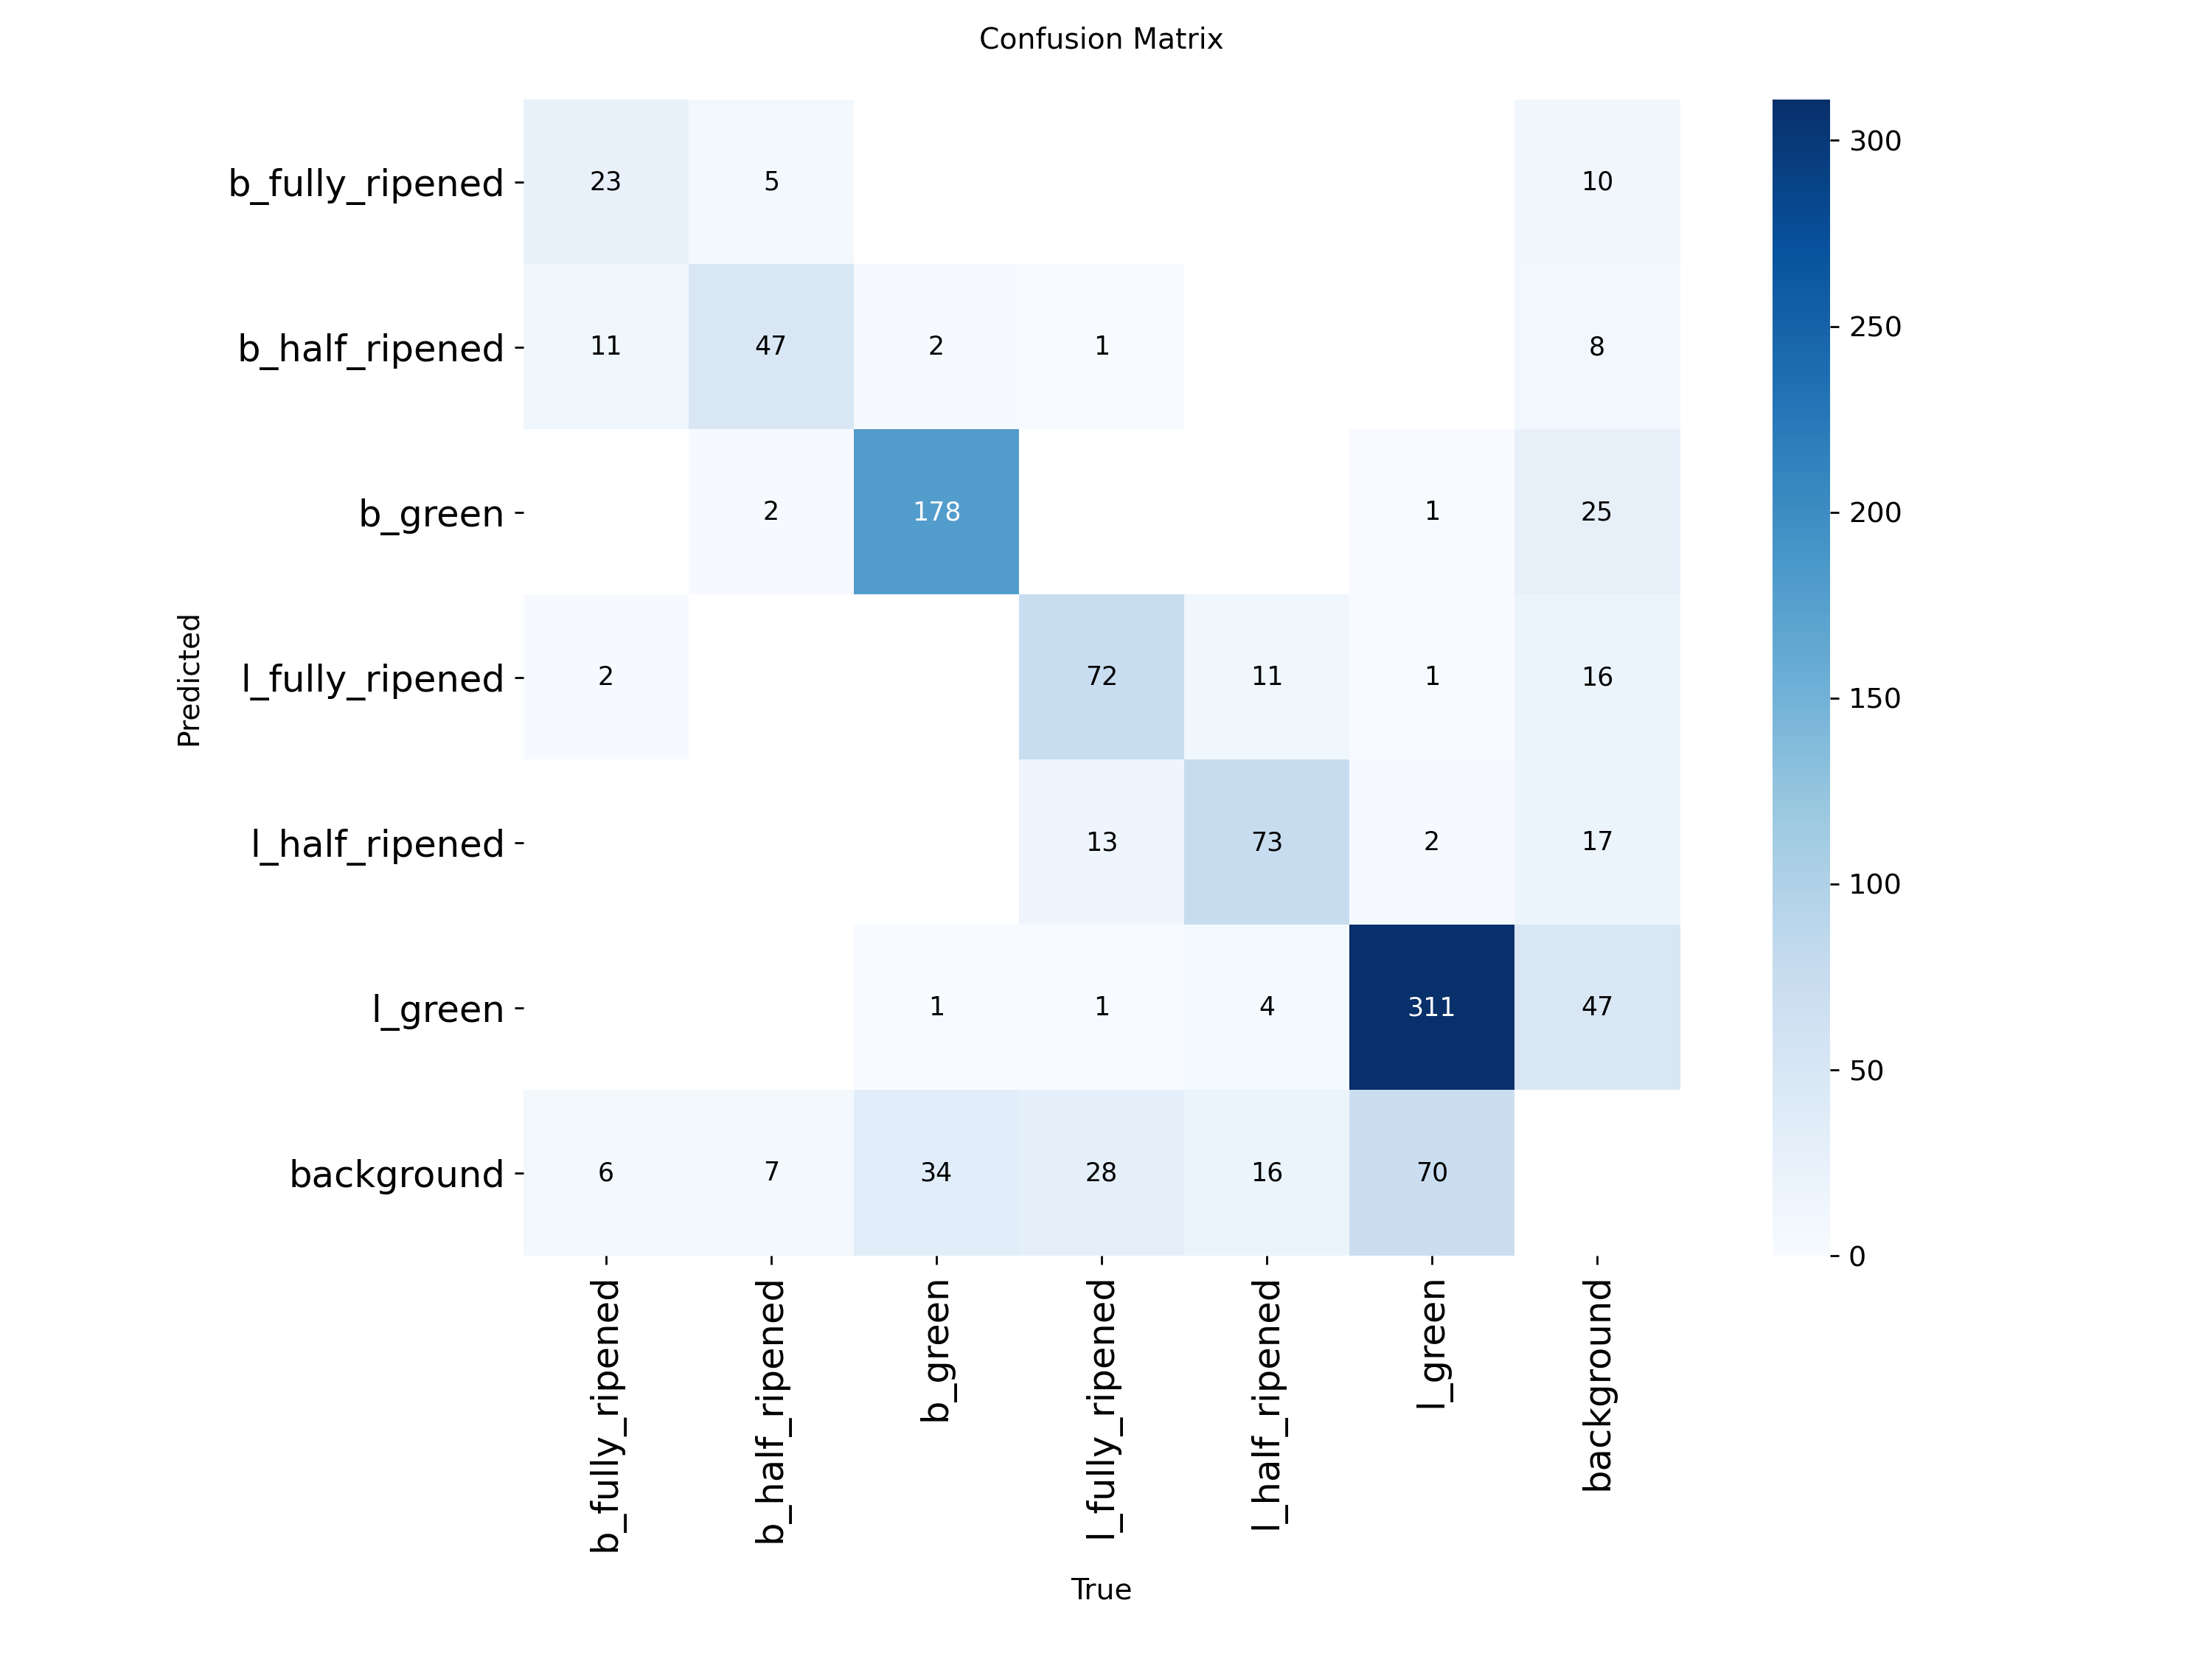 Confusion Matrix
b_fully_ripened 23 5 10
b_half_ripened 11 47 2 1 8
b_green 2 178 1 25
l_fully_ripened 2 72 11 1 16
l_half_ripened 13 73 2 17
l_green 1 1 4 311 47
background 6 7 34 28 16 70
Predicted
b_fully_ripened
b_half_ripened
b_green
l_fully_ripened
l_half_ripened
l_green
background
True
300
250
200
150
100
50
0